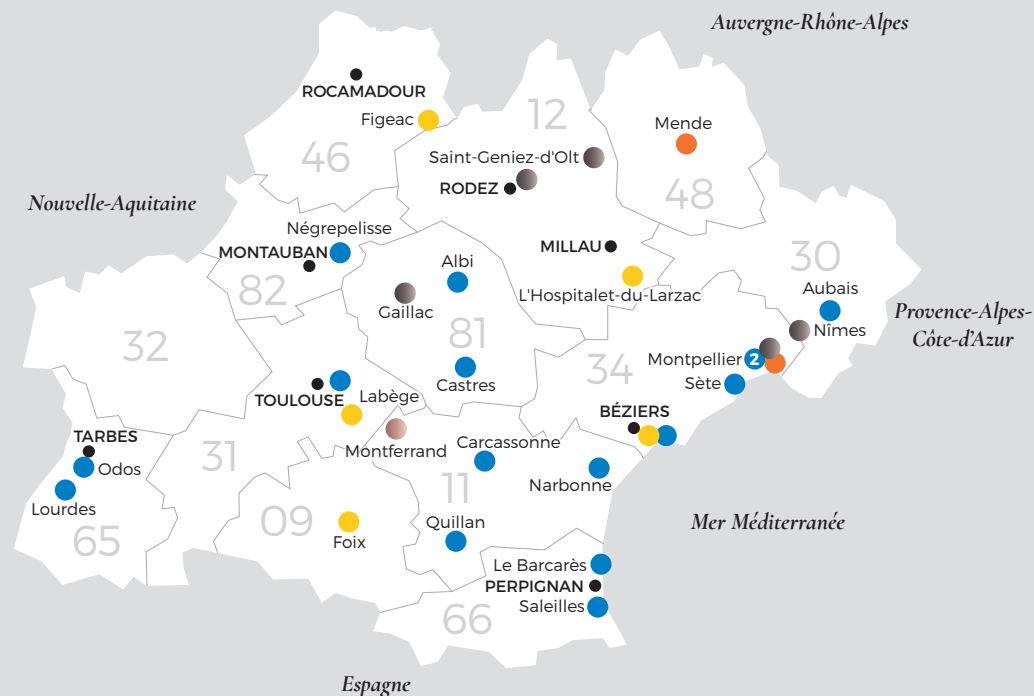 Auvergne-Rhône-Alpes
ROCAMADOUR
Figeac
46
12
Saint-Geniez-d'Olt
RODEZ
Mende
48
Nouvelle-Aquitaine
Négrepelisse
MONTAUBAN
82
MILLAU
L'Hospitalet-du-Larzac
Albi
Gaillac
81
Castres
30
Aubais
Nîmes
Provence-Alpes-
Côte-d'Azur
32
34
Montpellier
2
Sète
TOULOUSE
Labège
BÉZIERS
TARBES
Odos
Lourdes
65
31
Montferrand
Carcassonne
11
Narbonne
09
Foix
Quillan
Mer Méditerranée
Le Barcarès
PERPIGNAN
Saleilles
66
Espagne